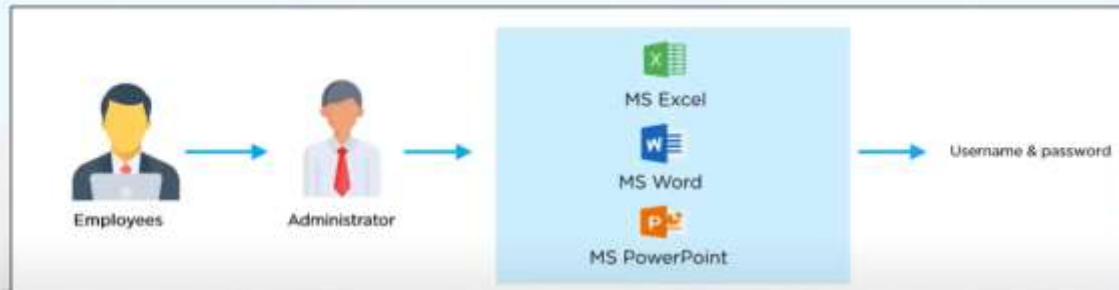 Employees
Administrator
X
MS Excel
W
MS Word
P
MS PowerPoint
Username & password